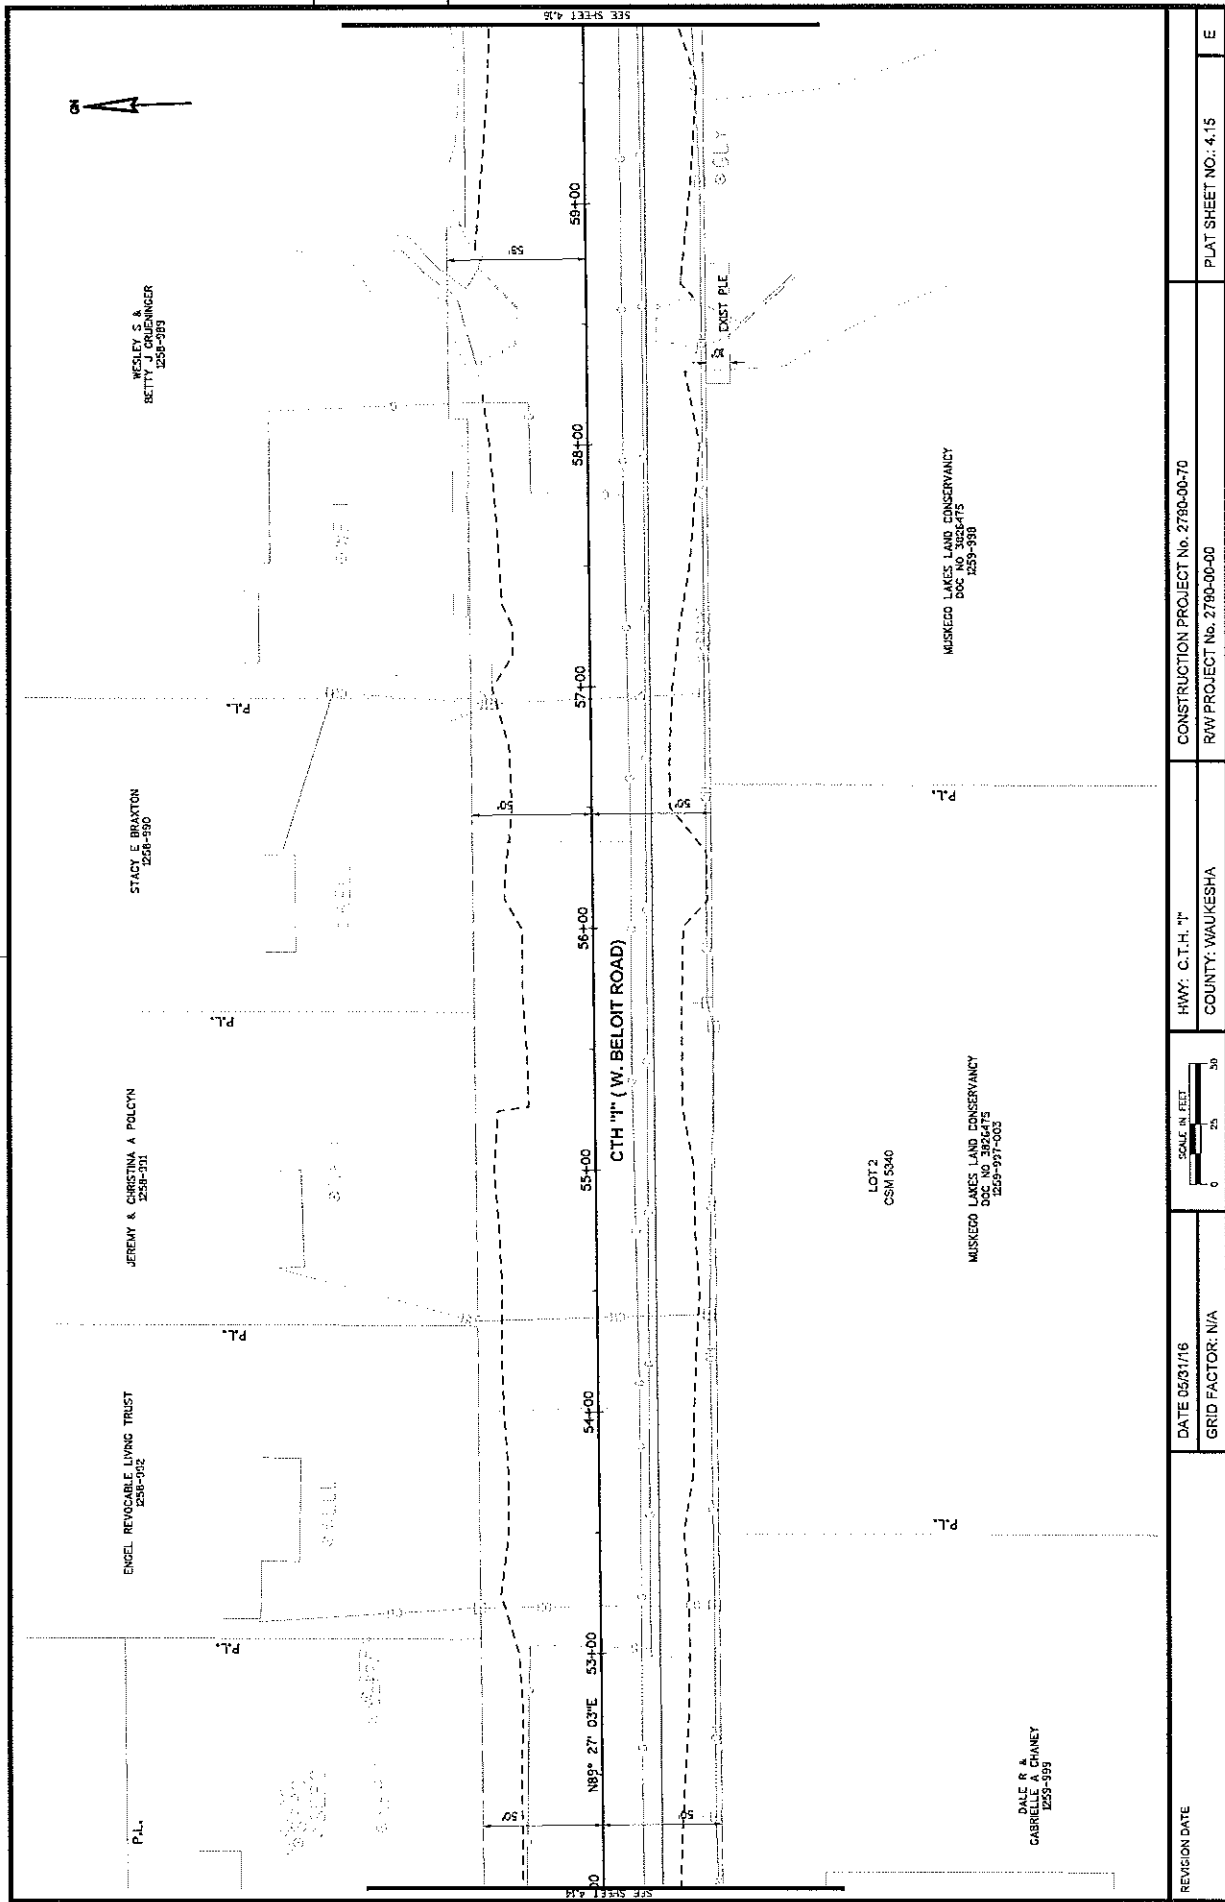 SEE SHEET 4.16
WESLEY S &
BETTY J GRUENINGER
1258-989
STACY E BRAXTON
1258-990
JEREMY & CHRISTINA A POLCYN
1258-991
ENGEL REVOCABLE LIVING TRUST
1258-992
P.L.
P.L.
P.L.
P.L.
P.L.
50'
50'
58'
N89° 27' 03"E
53+00
54+00
55+00
56+00
57+00
58+00
59+00
CTH "I" ( W. BELOIT ROAD)
50'
50'
EXIST PLE
SEE SHEET 4.14
P.L.
P.L.
DALE R &
GABRIELLE A CHANEY
1259-999
LOT 2
CSM 5340
MUSKEGO LAKES LAND CONSERVANCY
DOC NO 3826475
1259-997-003
MUSKEGO LAKES LAND CONSERVANCY
DOC NO 3826475
1259-998
REVISION DATE
DATE 05/31/16
GRID FACTOR: N/A
SCALE IN FEET
0 25 50
HWY: C.T.H. "I"
COUNTY: WAUKESHA
CONSTRUCTION PROJECT No. 2790-00-70
R/W PROJECT No. 2790-00-00
PLAT SHEET NO.: 4.15
E